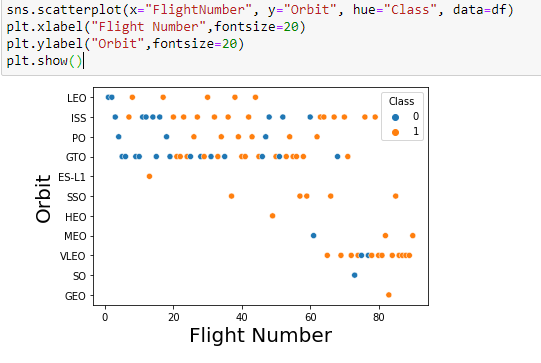 sns.scatterplot(x="FlightNumber", y="Orbit", hue="Class", data=df)
plt.xlabel("Flight Number",fontsize=20)
plt.ylabel("Orbit",fontsize=20)
plt.show()
Class
0
1
LEO
ISS
PO
GTO
ES-L1
SSO
HEO
MEO
VLEO
SO
GEO
Orbit
0 20 40 60 80
Flight Number